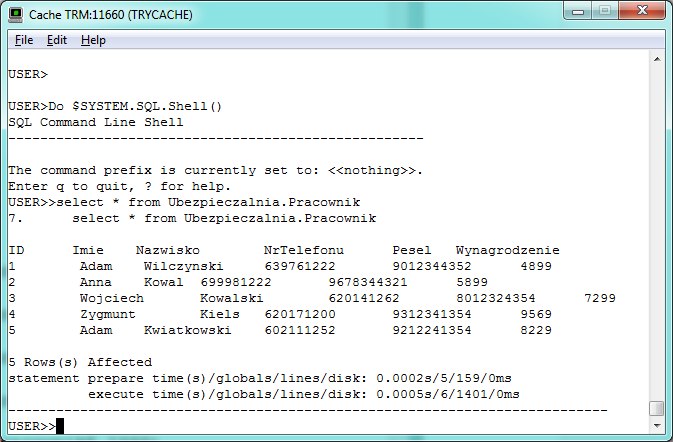 Cache TRM:11660 (TRYCACHE)
File Edit Help
USER>
USER>Do $SYSTEM.SQL.Shell()
SQL Command Line Shell
----------------------------------------------------
The command prefix is currently set to: <<nothing>>.
Enter q to quit, ? for help.
USER>>select * from Ubezpieczalnia.Pracownik
7.      select * from Ubezpieczalnia.Pracownik
ID      Imie    Nazwisko        NrTelefonu      Pesel   Wynagrodzenie
1        Adam    Wilczynski     639761222       9012344352      4899
2        Anna    Kowal  699981222       9678344321      5899
3        Wojciech       Kowalski        620141262       8012324354      7299
4        Zygmunt        Kiels   620171200       9312341354      9569
5        Adam    Kwiatkowski    602111252       9212241354      8229
5 Rows(s) Affected
statement prepare time(s)/globals/lines/disk: 0.0002s/5/159/0ms
          execute time(s)/globals/lines/disk: 0.0005s/6/1401/0ms
---------------------------------------------------------------------------
USER>>